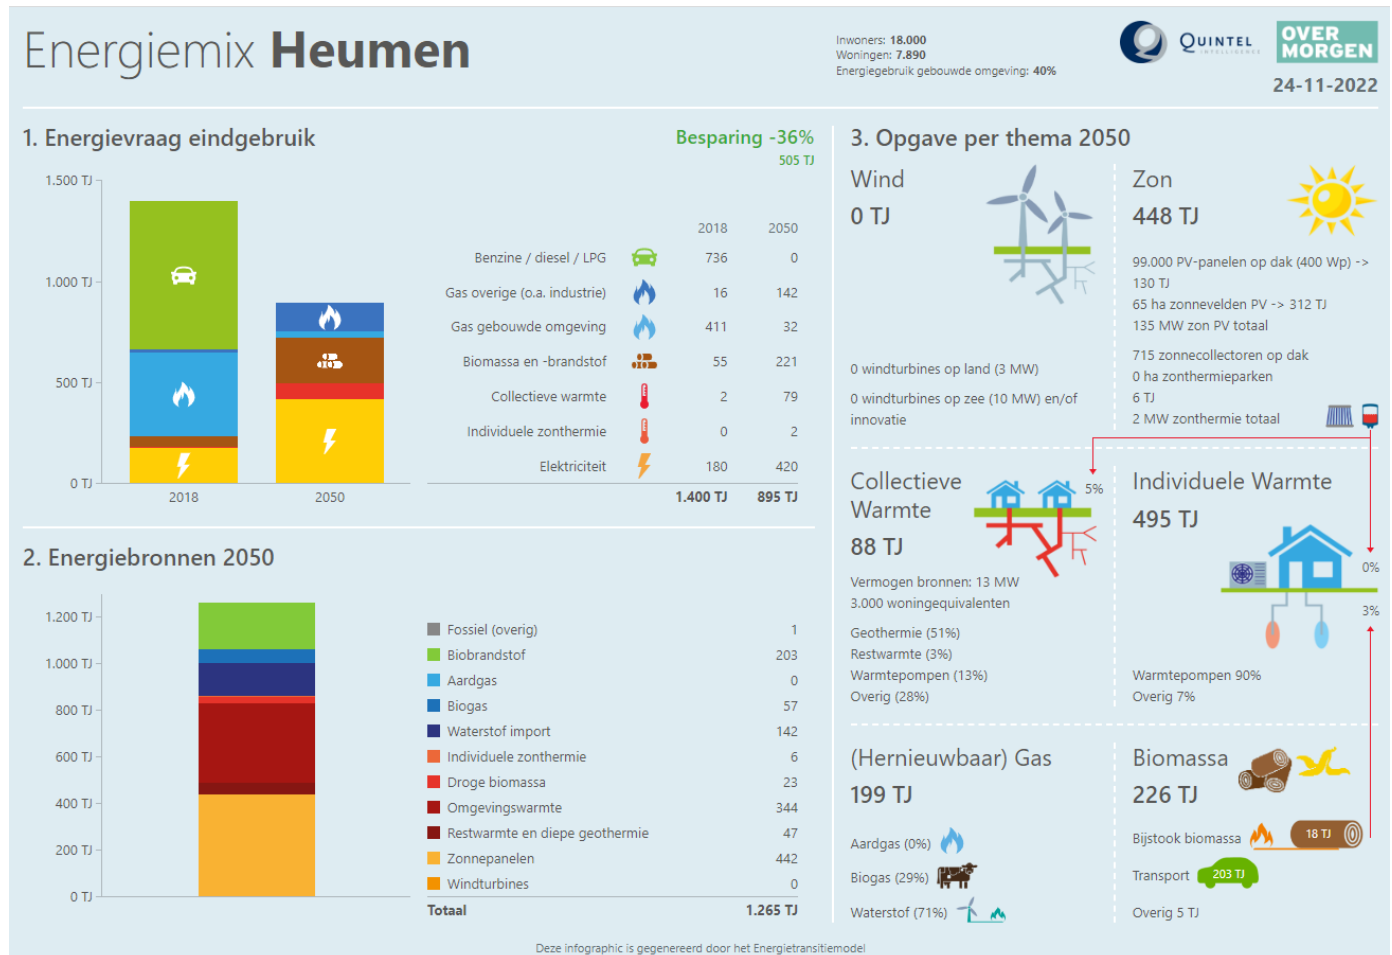 Energiemix Heumen
Inwoners: 18.000
Woningen: 7.890
Energiegebruik gebouwde omgeving: 40%
QUINTEL
INTELLIGENCE
OVER
MORGEN
24-11-2022
1. Energievraag eindgebruik
Besparing -36%
505 TJ
1.500 TJ
1.000 TJ
500 TJ
0 TJ
2018
2050
2018 2050
Benzine / diesel / LPG 736 0
Gas overige (o.a. industrie) 16 142
Gas gebouwde omgeving 411 32
Biomassa en -brandstof 55 221
Collectieve warmte 2 79
Individuele zonthermie 0 2
Elektriciteit 180 420
1.400 TJ 895 TJ
2. Energiebronnen 2050
1.200 TJ
1.000 TJ
800 TJ
600 TJ
400 TJ
200 TJ
0 TJ
Fossiel (overig) 1
Biobrandstof 203
Aardgas 0
Biogas 57
Waterstof import 142
Individuele zonthermie 6
Droge biomassa 23
Omgevingswarmte 344
Restwarmte en diepe geothermie 47
Zonnepanelen 442
Windturbines 0
Totaal 1.265 TJ
3. Opgave per thema 2050
Wind
0 TJ
0 windturbines op land (3 MW)
0 windturbines op zee (10 MW) en/of
innovatie
Zon
448 TJ
99.000 PV-panelen op dak (400 Wp) ->
130 TJ
65 ha zonnevelden PV -> 312 TJ
135 MW zon PV totaal
715 zonnecollectoren op dak
0 ha zonthermieparken
6 TJ
2 MW zonthermie totaal
Collectieve
Warmte
88 TJ
5%
Vermogen bronnen: 13 MW
3.000 woningequivalenten
Geothermie (51%)
Restwarmte (3%)
Warmtepompen (13%)
Overig (28%)
Individuele Warmte
495 TJ
0%
3%
Warmtepompen 90%
Overig 7%
(Hernieuwbaar) Gas
199 TJ
Aardgas (0%)
Biogas (29%)
Waterstof (71%)
Biomassa
226 TJ
Bijstook biomassa 18 TJ
Transport 203 TJ
Overig 5 TJ
Deze infographic is gegenereerd door het Energietransitiemodel